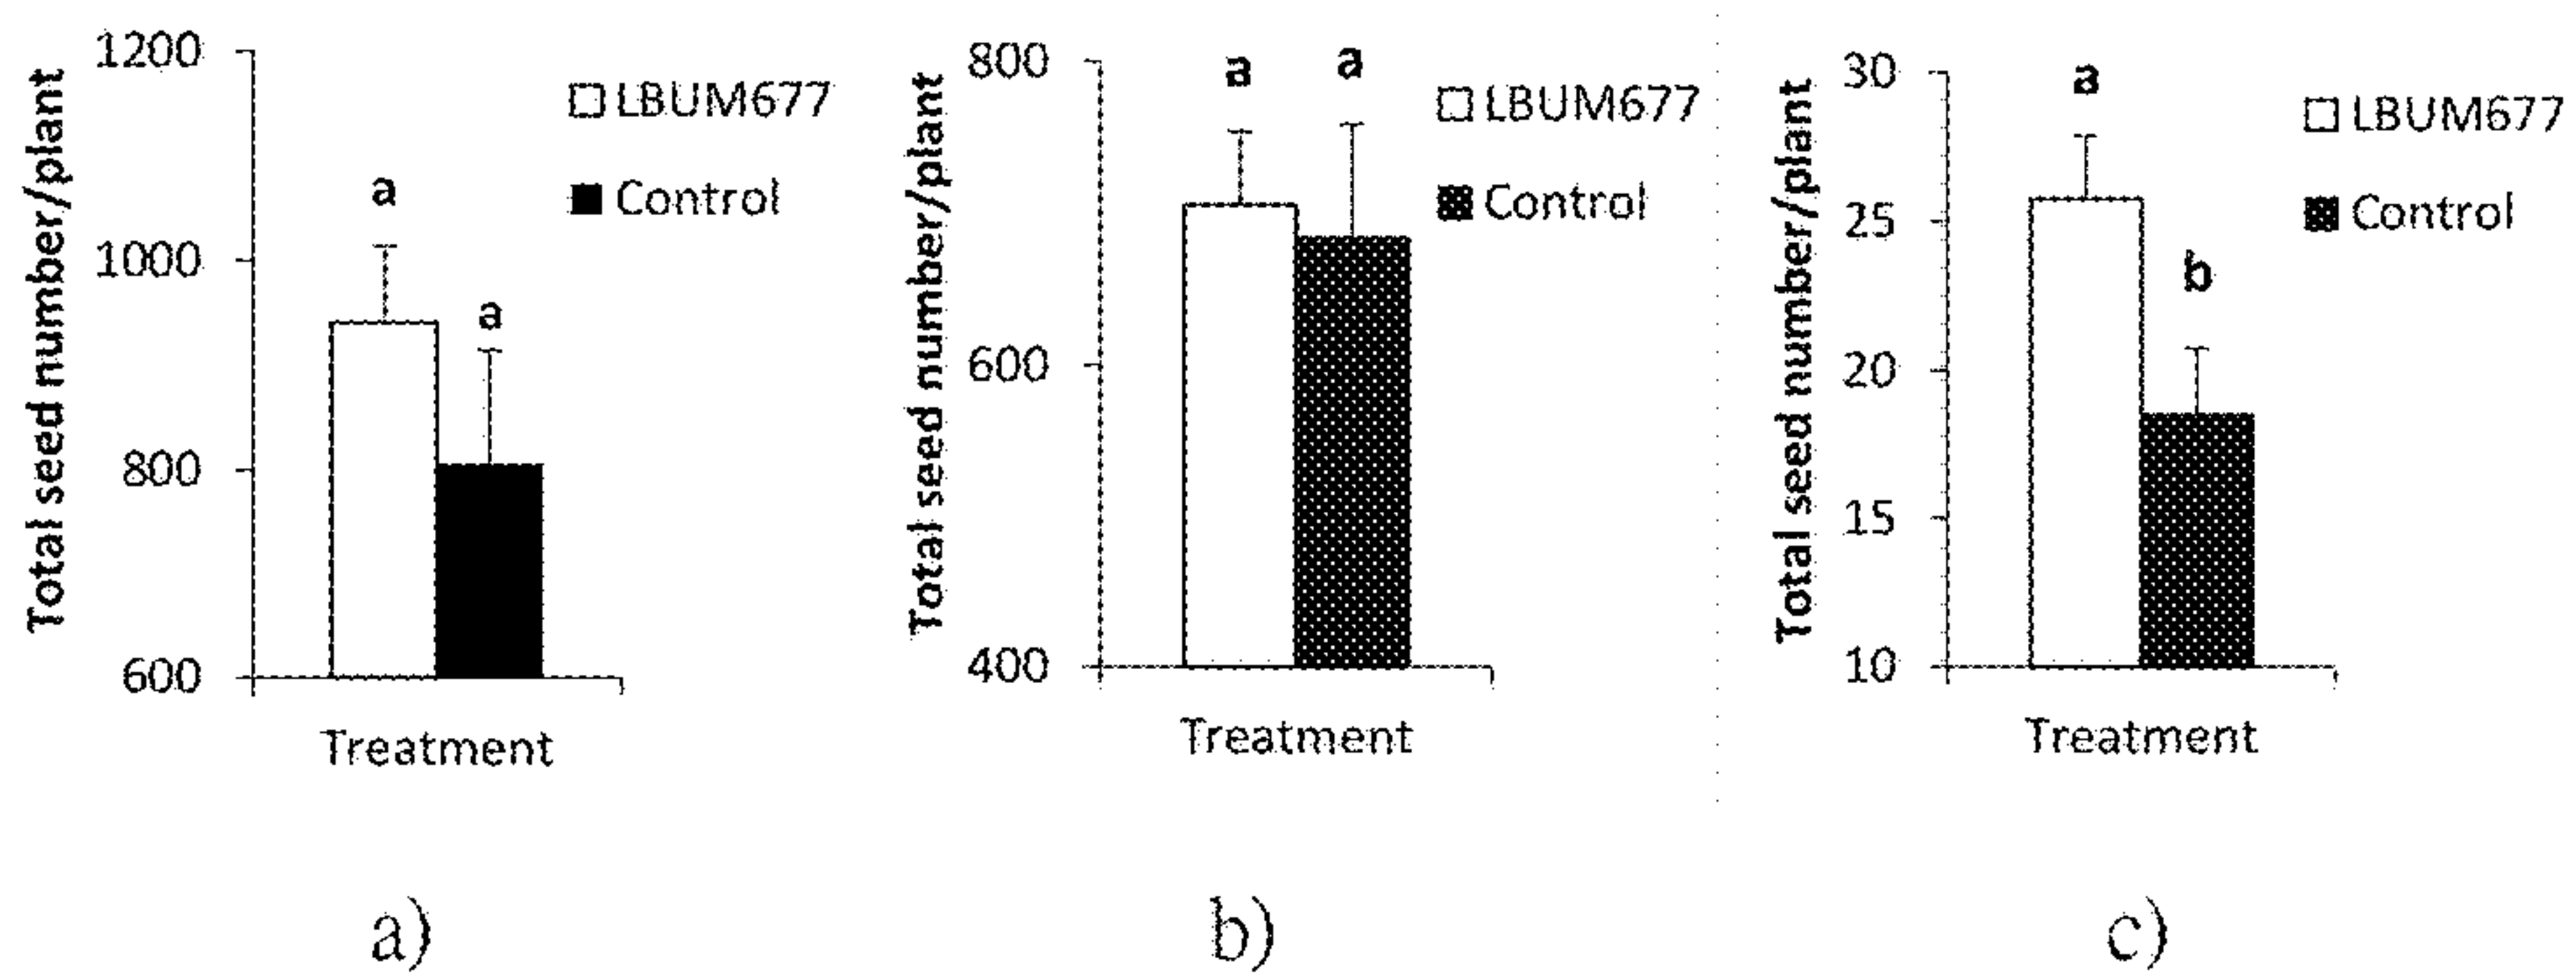 Total seed number/plant
1200
1000
800
600
a
a
LBUM677
Control
Treatment
a)
Total seed number/plant
800
600
400
a
a
LBUM677
Control
Treatment
b)
Total seed number/plant
30
25
20
15
10
a
b
LBUM677
Control
Treatment
c)